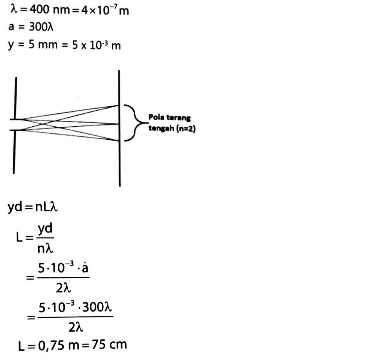 λ = 400 nm = 4×10⁻⁷ m
a = 300λ
y = 5 mm = 5 x 10⁻³ m
Pola terang
tengah (n=2)
yd = nLλ
L = yd / nλ
= 5·10⁻³·ȧ / 2λ
= 5·10⁻³·300λ / 2λ
L = 0,75 m = 75 cm